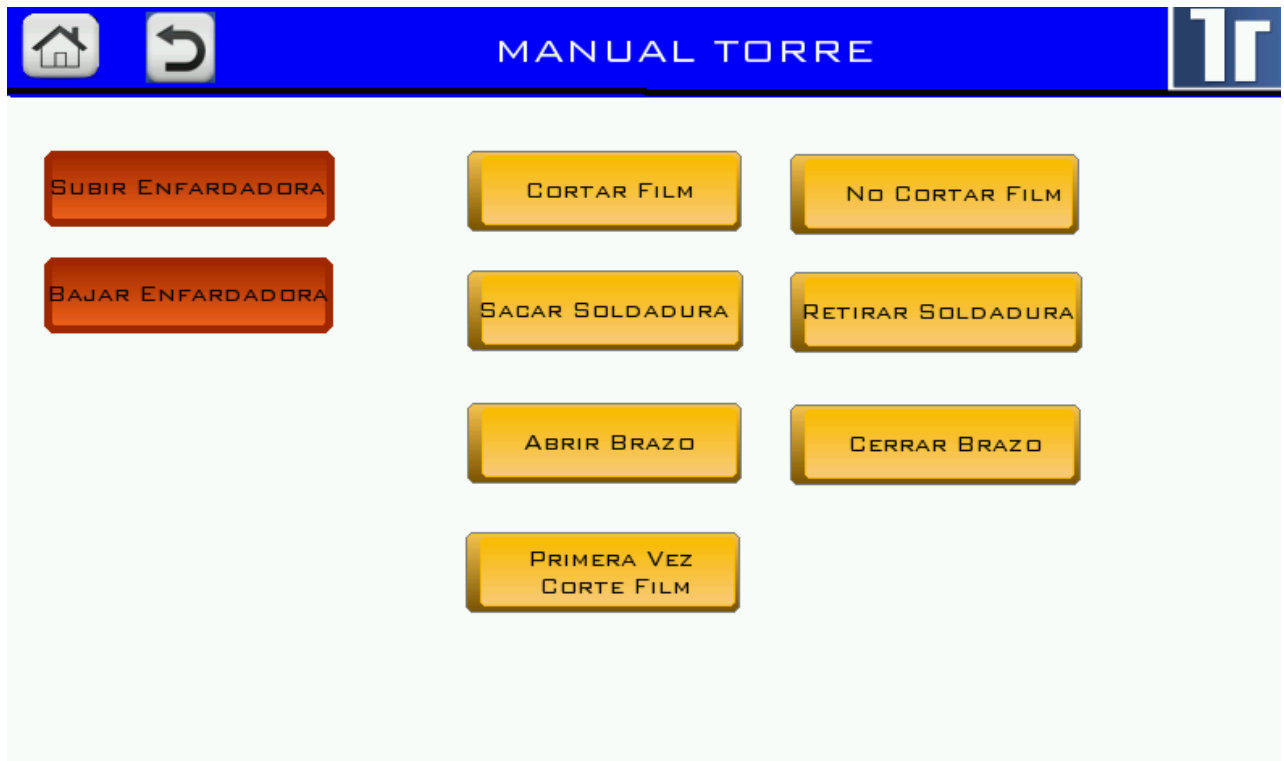 MANUAL TORRE
SUBIR ENFARDADORA
CORTAR FILM
NO CORTAR FILM
BAJAR ENFARDADORA
SACAR SOLDADURA
RETIRAR SOLDADURA
ABRIR BRAZO
CERRAR BRAZO
PRIMERA VEZ
CORTE FILM